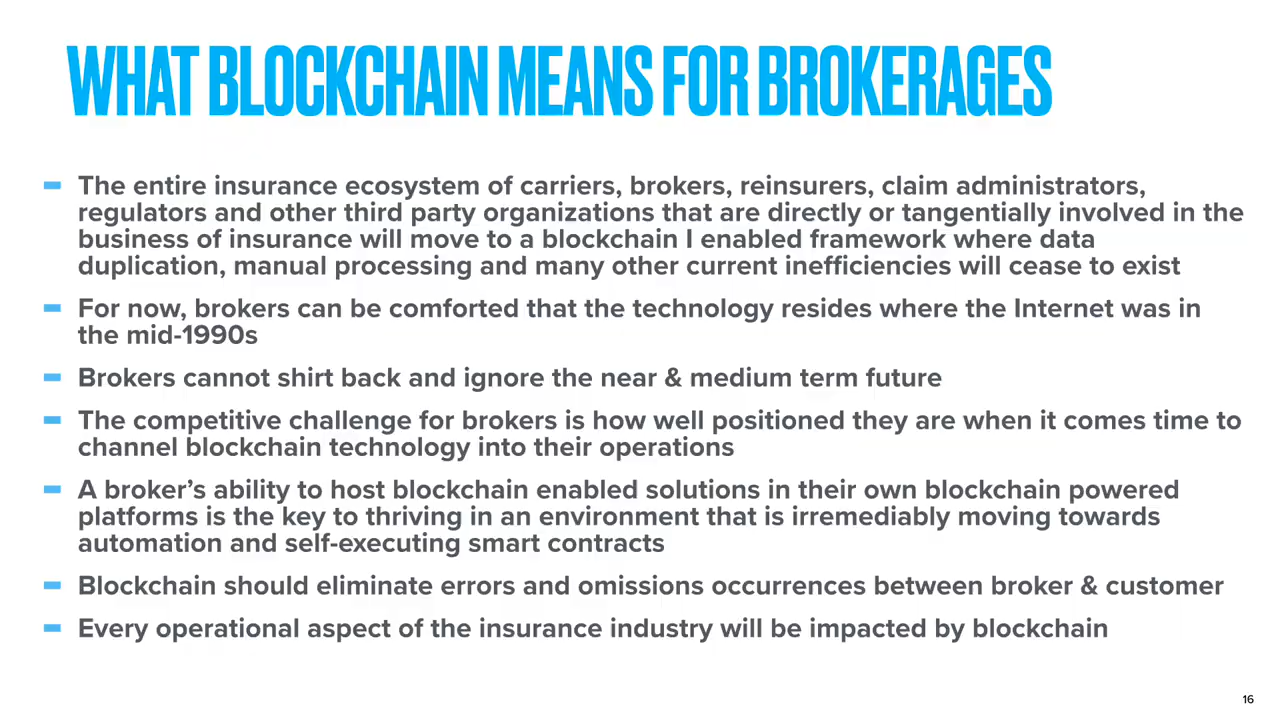 WHAT BLOCKCHAIN MEANS FOR BROKERAGES
The entire insurance ecosystem of carriers, brokers, reinsurers, claim administrators,
regulators and other third party organizations that are directly or tangentially involved in the
business of insurance will move to a blockchain I enabled framework where data
duplication, manual processing and many other current inefficiencies will cease to exist
For now, brokers can be comforted that the technology resides where the Internet was in
the mid-1990s
Brokers cannot shirt back and ignore the near & medium term future
The competitive challenge for brokers is how well positioned they are when it comes time to
channel blockchain technology into their operations
A broker’s ability to host blockchain enabled solutions in their own blockchain powered
platforms is the key to thriving in an environment that is irremediably moving towards
automation and self-executing smart contracts
Blockchain should eliminate errors and omissions occurrences between broker & customer
Every operational aspect of the insurance industry will be impacted by blockchain
16